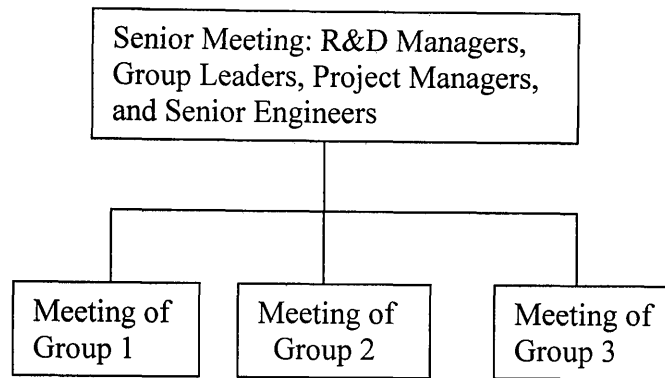 Senior Meeting: R&D Managers,
Group Leaders, Project Managers,
and Senior Engineers
Meeting of
Group 1
Meeting of
Group 2
Meeting of
Group 3